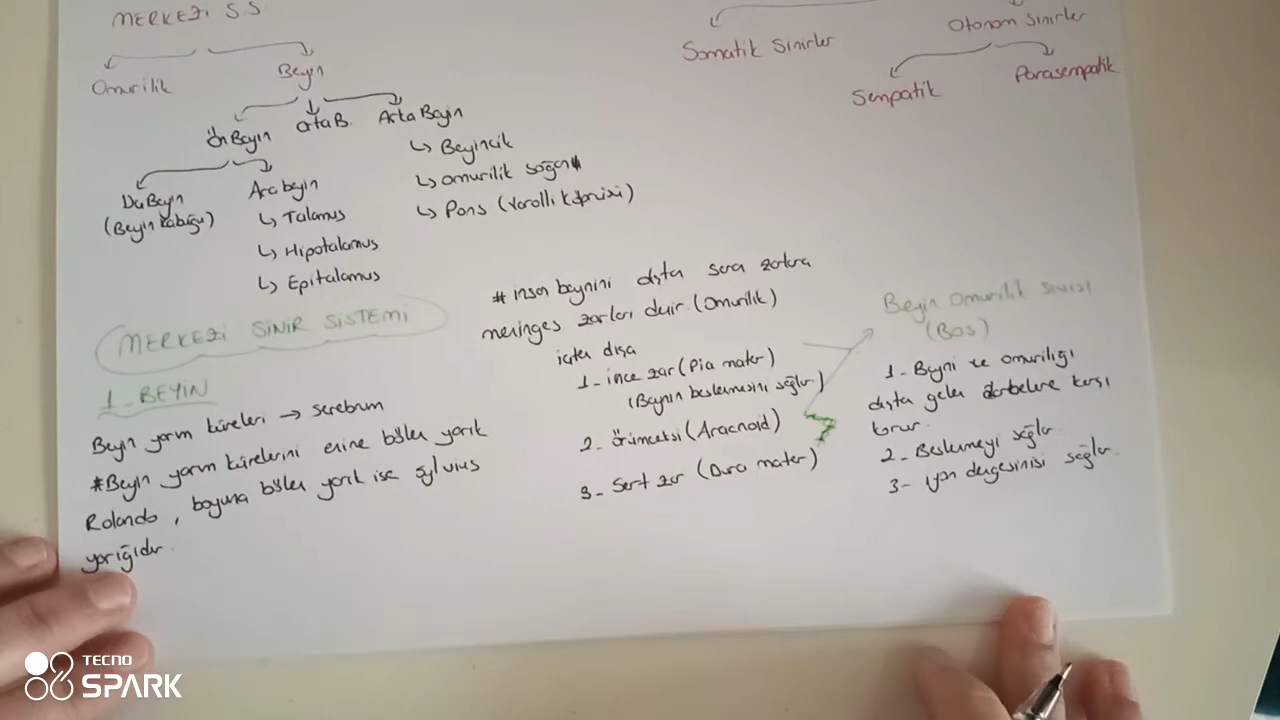 MERKEZİ S S
Omurilik
Beyin
Ön Beyin
orta B.
Arka Beyin
↳ Beyincik
↳ omurilik soğanı
↳ Pons (Varolli köprüsü)
Uç Beyin
(Beyin kabuğu)
Ara beyin
↳ Talamus
↳ Hipotalamus
↳ Epitalamus
Somatik Sinirler
Otonom Sinirler
Sempatik
Parasempatik
MERKEZİ SİNİR SİSTEMİ
1 - BEYİN
Beyin yarım küreleri → serebrum
#Beyin yarım kürelerini enine bölen yarık
Rolando, boyuna bölen yarık ise sylvius
yarığıdır.
# insan beynini dışta saran zarlara
meninges zarları denir. (Omurilik)
içten dışa
1 - ince zar (Pia mater)
(Beynin beslenmesini sağlar)
2 - Örümceksi (Aracnoid)
3 - Sert zar (Dura mater)
Beyin Omurilik sıvısı
(BOS)
1 - Beyni ve omuriliği
dışta gelen darbelere karşı
korur.
2 - Beslenmeyi sağlar
3 - iyon dengesinisi sağlar.
TECNO
SPARK